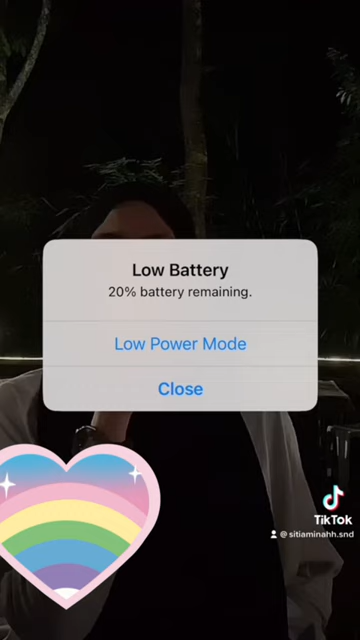 Low Battery
20% battery remaining.
Low Power Mode
Close
TikTok
@ sitiaminahh.snd